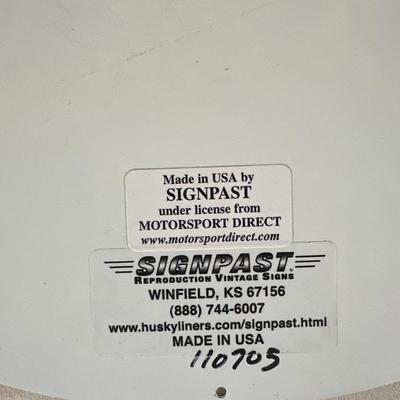 Made in USA by
SIGNPAST
under license from
MOTORSPORT DIRECT
www.motorsportdirect.com
SIGNPAST
REPRODUCTION VINTAGE SIGNS
WINFIELD, KS 67156
(888) 744-6007
www.huskyliners.com/signpast.html
MADE IN USA
110705